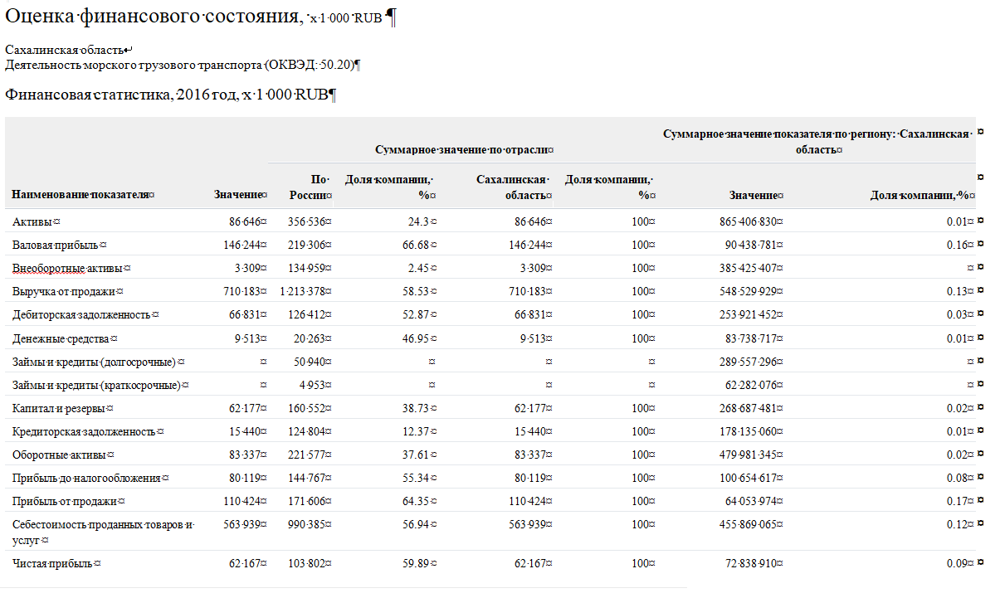 Оценка финансового состояния, x 1 000 RUB ¶
Сахалинская область↵
Деятельность морского грузового транспорта (ОКВЭД: 50.20)¶
Финансовая статистика, 2016 год, x 1 000 RUB¶
Наименование показателя¤ Значение¤ Суммарное значение по отрасли¤ Суммарное значение показателя по региону: Сахалинская область¤ ¤
По России¤ Доля компании, %¤ Сахалинская область¤ Доля компании, %¤ Значение¤ Доля компании, %¤ ¤
Активы¤ 86 646¤ 356 536¤ 24.3¤ 86 646¤ 100¤ 865 406 830¤ 0.01¤ ¤
Валовая прибыль¤ 146 244¤ 219 306¤ 66.68¤ 146 244¤ 100¤ 90 438 781¤ 0.16¤ ¤
Внеоборотные активы¤ 3 309¤ 134 959¤ 2.45¤ 3 309¤ 100¤ 385 425 407¤ ¤ ¤
Выручка от продажи¤ 710 183¤ 1 213 378¤ 58.53¤ 710 183¤ 100¤ 548 529 929¤ 0.13¤ ¤
Дебиторская задолженность¤ 66 831¤ 126 412¤ 52.87¤ 66 831¤ 100¤ 253 921 452¤ 0.03¤ ¤
Денежные средства¤ 9 513¤ 20 263¤ 46.95¤ 9 513¤ 100¤ 83 738 717¤ 0.01¤ ¤
Займы и кредиты (долгосрочные)¤ ¤ 50 940¤ ¤ ¤ ¤ 289 557 296¤ ¤ ¤
Займы и кредиты (краткосрочные)¤ ¤ 4 953¤ ¤ ¤ ¤ 62 282 076¤ ¤ ¤
Капитал и резервы¤ 62 177¤ 160 552¤ 38.73¤ 62 177¤ 100¤ 268 687 481¤ 0.02¤ ¤
Кредиторская задолженность¤ 15 440¤ 124 804¤ 12.37¤ 15 440¤ 100¤ 178 135 060¤ 0.01¤ ¤
Оборотные активы¤ 83 337¤ 221 577¤ 37.61¤ 83 337¤ 100¤ 479 981 345¤ 0.02¤ ¤
Прибыль до налогообложения¤ 80 119¤ 144 767¤ 55.34¤ 80 119¤ 100¤ 100 654 617¤ 0.08¤ ¤
Прибыль от продажи¤ 110 424¤ 171 606¤ 64.35¤ 110 424¤ 100¤ 64 053 974¤ 0.17¤ ¤
Себестоимость проданных товаров и услуг¤ 563 939¤ 990 385¤ 56.94¤ 563 939¤ 100¤ 455 869 065¤ 0.12¤ ¤
Чистая прибыль¤ 62 167¤ 103 802¤ 59.89¤ 62 167¤ 100¤ 72 838 910¤ 0.09¤ ¤